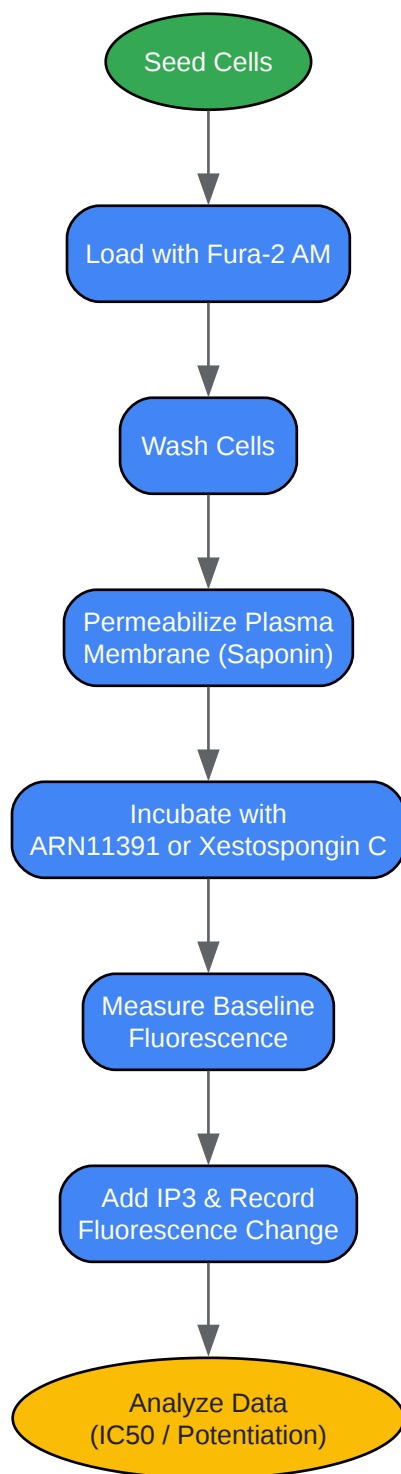 Seed Cells
Load with Fura-2 AM
Wash Cells
Permeabilize Plasma
Membrane (Saponin)
Incubate with
ARN11391 or Xestospongin C
Measure Baseline
Fluorescence
Add IP3 & Record
Fluorescence Change
Analyze Data
(IC50 / Potentiation)